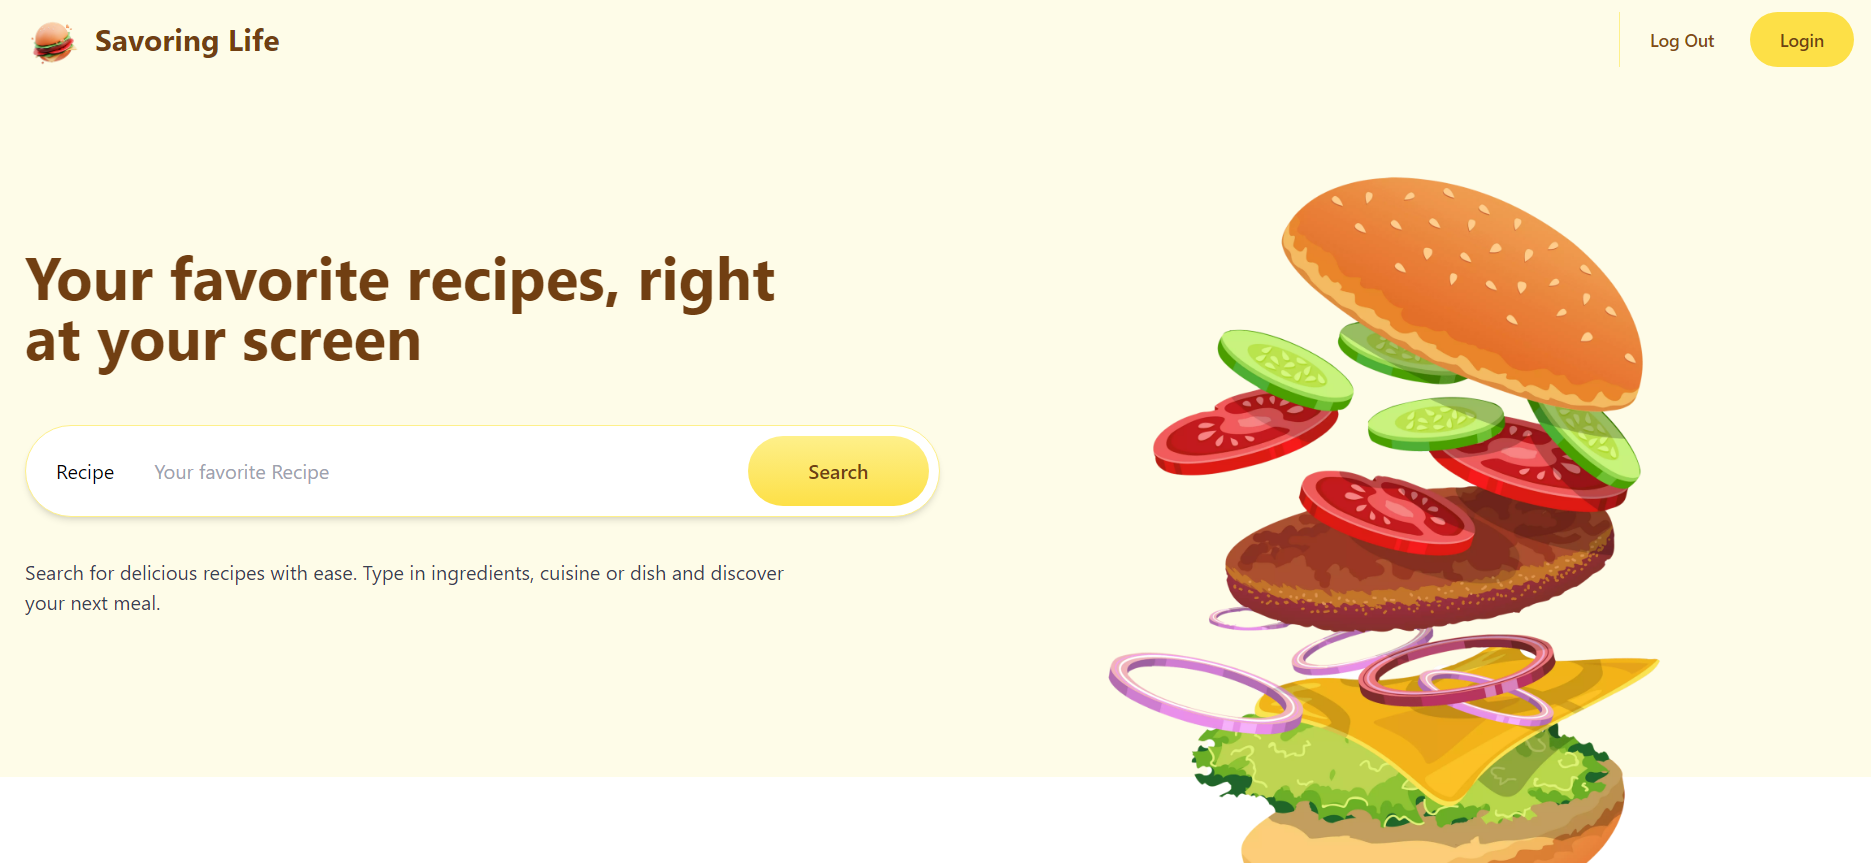 Savoring Life
Log Out
Login
Your favorite recipes, right
at your screen
Recipe
Your favorite Recipe
Search
Search for delicious recipes with ease. Type in ingredients, cuisine or dish and discover
your next meal.